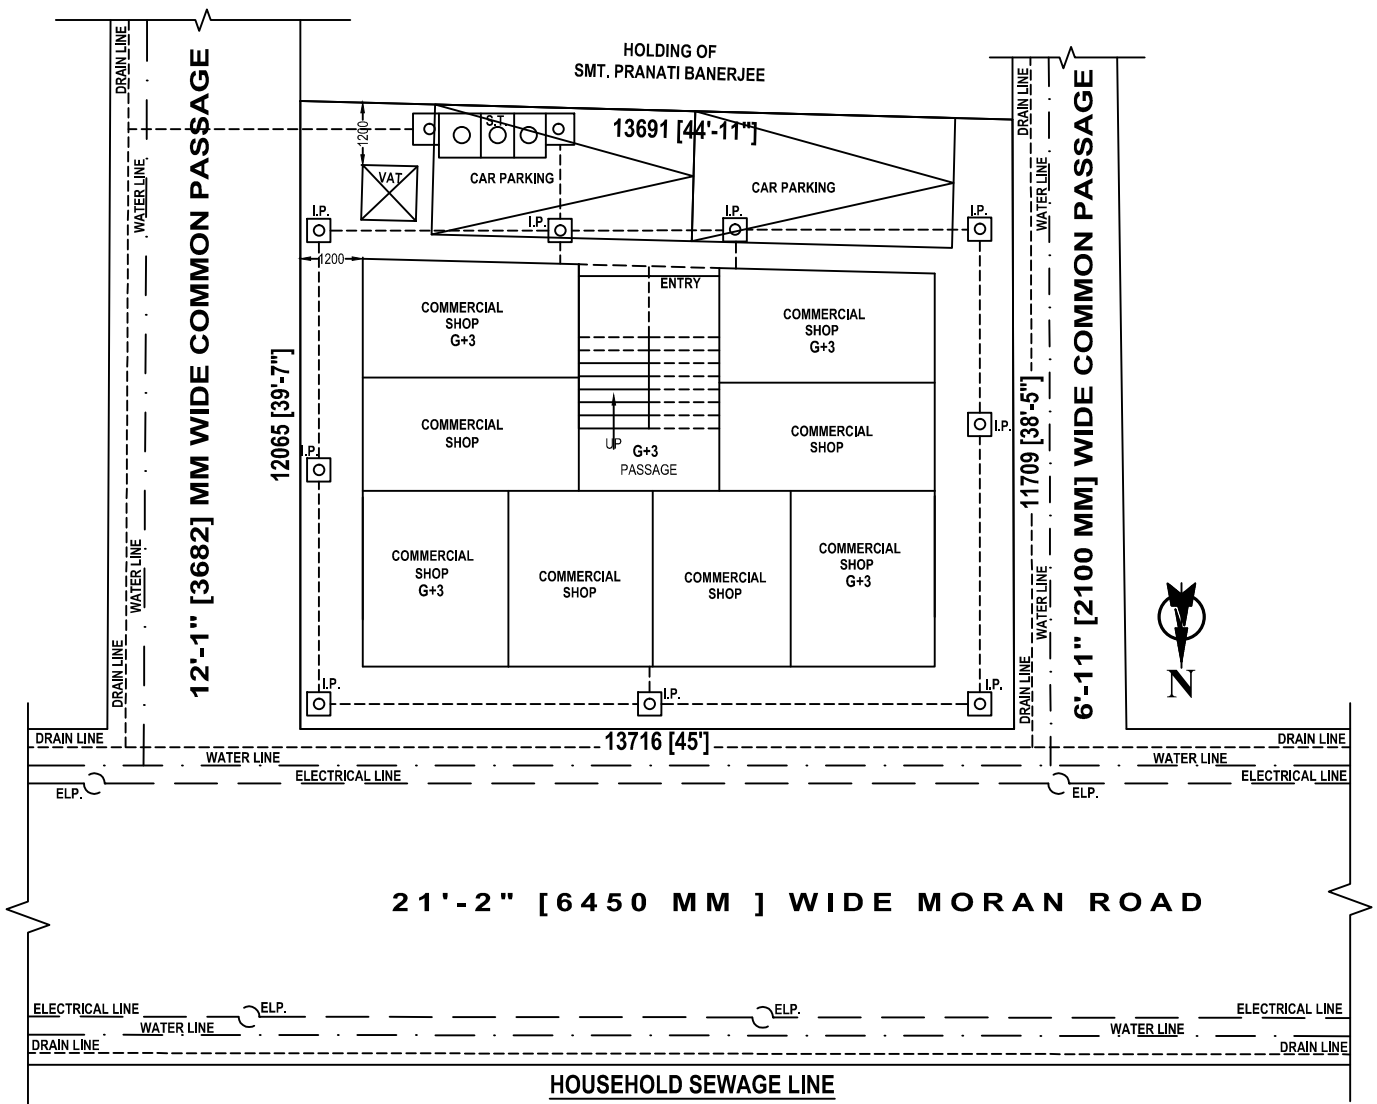 HOLDING OF
SMT. PRANATI BANERJEE
DRAIN LINE
WATER LINE
12'-1" [3682] MM WIDE COMMON PASSAGE
WATER LINE
DRAIN LINE
1200
S.T.
13691 [44'-11"]
VAT
CAR PARKING
CAR PARKING
I.P.
I.P.
I.P.
I.P.
1200
ENTRY
COMMERCIAL
SHOP
G+3
COMMERCIAL
SHOP
G+3
12065 [39'-7"]
COMMERCIAL
SHOP
COMMERCIAL
SHOP
UP
G+3
PASSAGE
I.P.
I.P.
COMMERCIAL
SHOP
G+3
COMMERCIAL
SHOP
COMMERCIAL
SHOP
COMMERCIAL
SHOP
G+3
I.P.
I.P.
I.P.
DRAIN LINE
WATER LINE
11709 [38'-5"]
6'-11" [2100 MM] WIDE COMMON PASSAGE
WATER LINE
DRAIN LINE
N
DRAIN LINE
13716 [45']
DRAIN LINE
WATER LINE
WATER LINE
ELECTRICAL LINE
ELECTRICAL LINE
ELP.
ELP.
21'-2" [6450 MM ] WIDE MORAN ROAD
ELECTRICAL LINE
ELP.
ELP.
ELECTRICAL LINE
WATER LINE
WATER LINE
DRAIN LINE
DRAIN LINE
HOUSEHOLD SEWAGE LINE